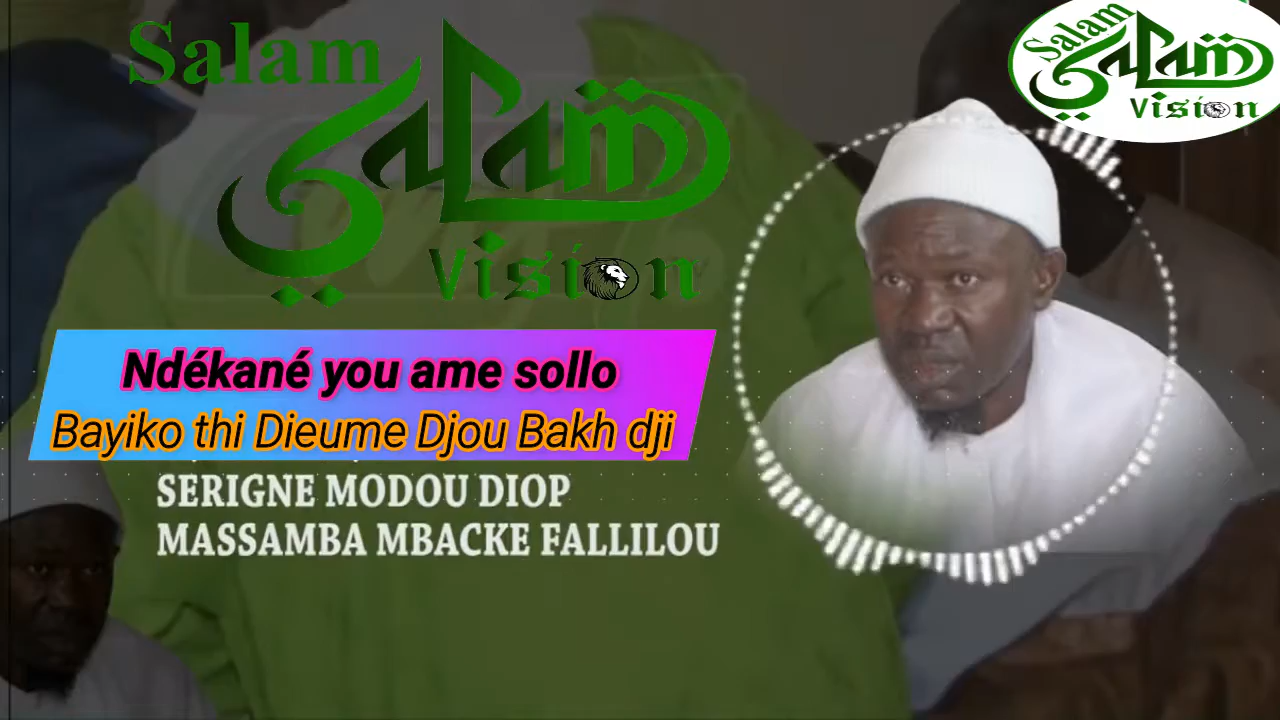 Salam
Salam
Vision
Salam
Salam
Vision
Ndékané you ame sollo
Bayiko thi Dieume Djou Bakh dji
SERIGNE MODOU DIOP
MASSAMBA MBACKE FALLILOU